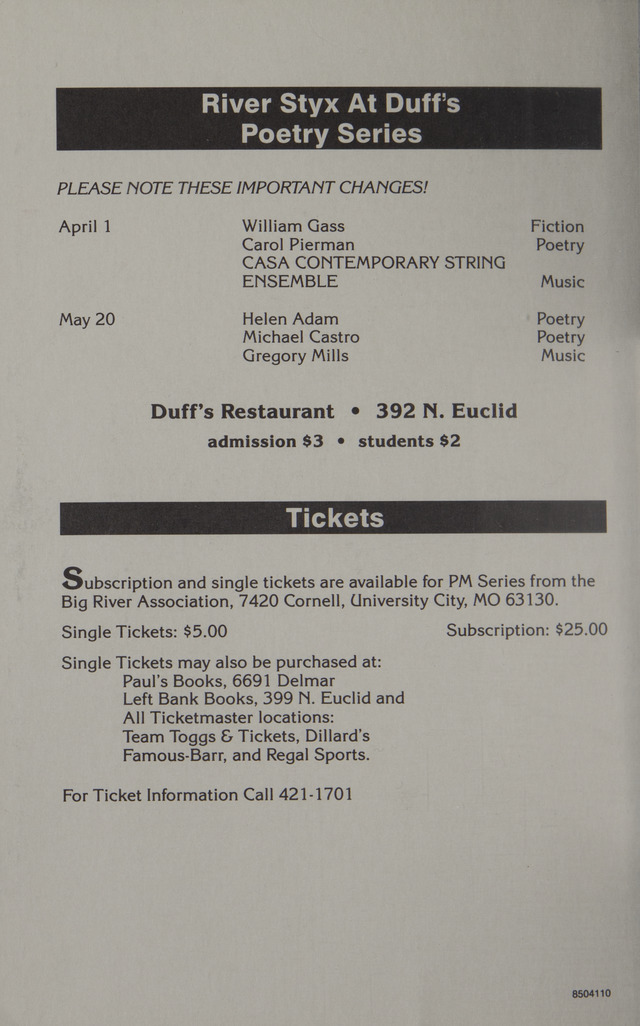 River Styx At Duff's
Poetry Series
PLEASE NOTE THESE IMPORTANT CHANGES!
April 1 William Gass Fiction
Carol Pierman Poetry
CASA CONTEMPORARY STRING
ENSEMBLE Music
May 20 Helen Adam Poetry
Michael Castro Poetry
Gregory Mills Music
Duff's Restaurant • 392 N. Euclid
admission $3 • students $2
Tickets
Subscription and single tickets are available for PM Series from the
Big River Association, 7420 Cornell, University City, MO 63130.
Single Tickets: $5.00 Subscription: $25.00
Single Tickets may also be purchased at:
Paul's Books, 6691 Delmar
Left Bank Books, 399 N. Euclid and
All Ticketmaster locations:
Team Toggs & Tickets, Dillard's
Famous-Barr, and Regal Sports.
For Ticket Information Call 421-1701
8504110